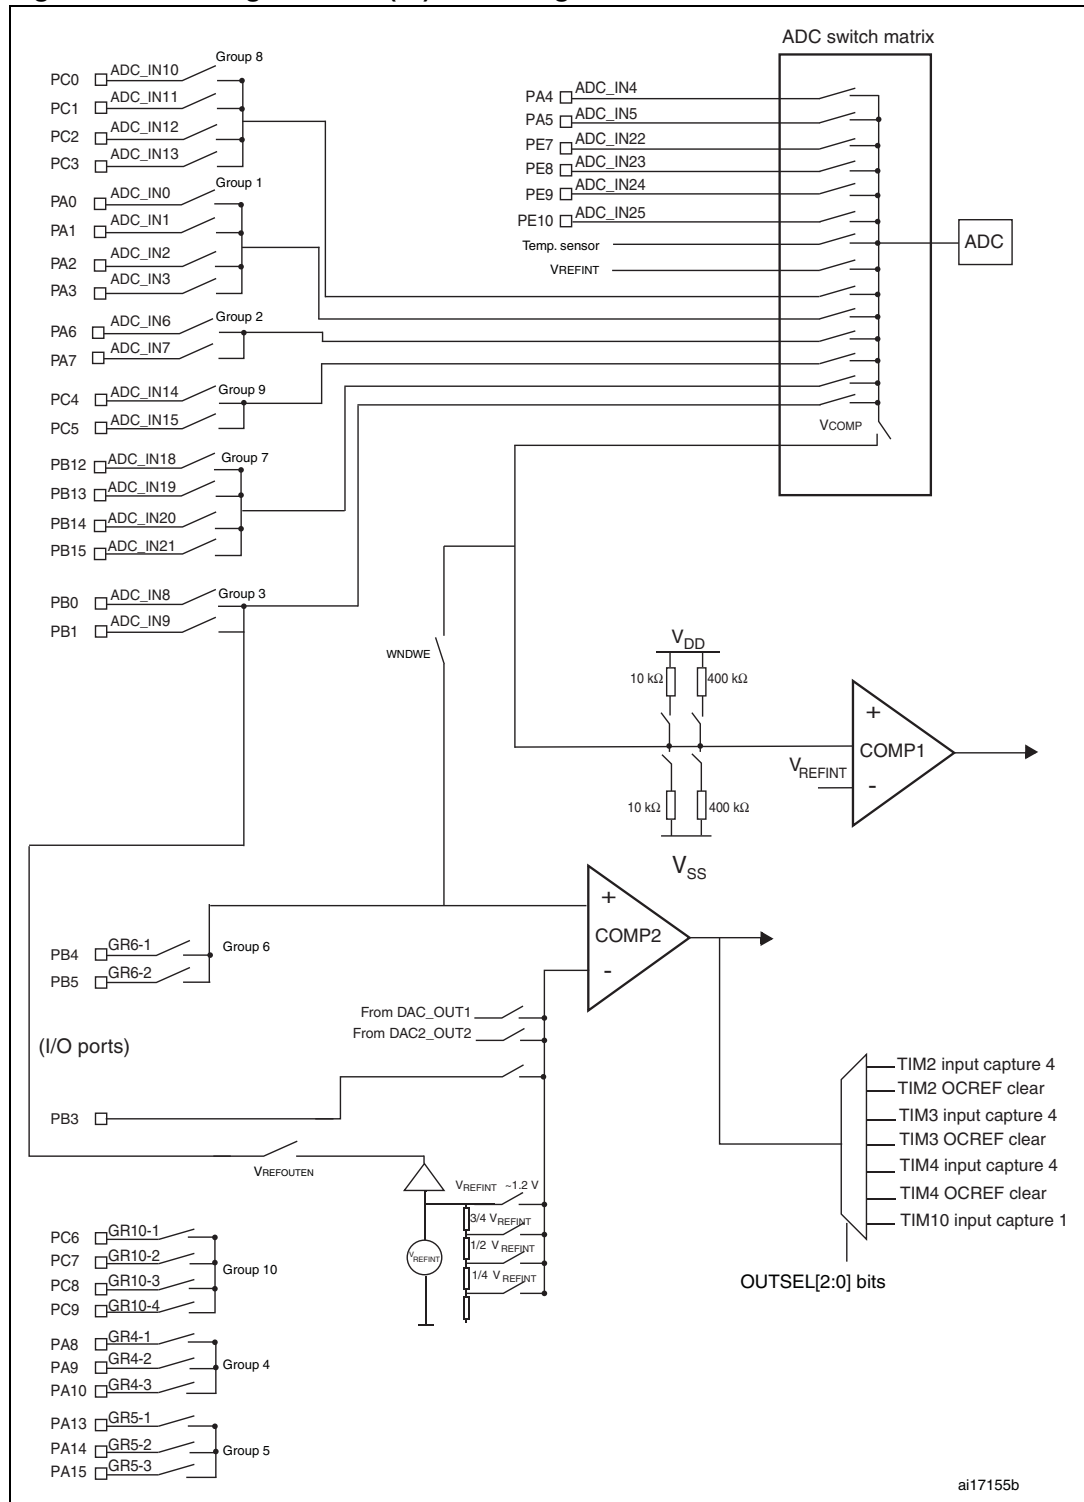 ADC switch matrix
Group 8
PC0 ADC_IN10
PC1 ADC_IN11
PC2 ADC_IN12
PC3 ADC_IN13
Group 1
PA0 ADC_IN0
PA1 ADC_IN1
PA2 ADC_IN2
PA3 ADC_IN3
PA6 ADC_IN6 Group 2
PA7 ADC_IN7
PC4 ADC_IN14 Group 9
PC5 ADC_IN15
PB12 ADC_IN18 Group 7
PB13 ADC_IN19
PB14 ADC_IN20
PB15 ADC_IN21
PB0 ADC_IN8 Group 3
PB1 ADC_IN9
PA4 ADC_IN4
PA5 ADC_IN5
PE7 ADC_IN22
PE8 ADC_IN23
PE9 ADC_IN24
PE10 ADC_IN25
Temp. sensor
VREFINT
ADC
VCOMP
WNDWE
VDD
10 kΩ 400 kΩ
10 kΩ 400 kΩ
VSS
+
COMP1
VREFINT
-
+
COMP2
-
PB4 GR6-1
Group 6
PB5 GR6-2
From DAC_OUT1
From DAC2_OUT2
(I/O ports)
PB3
VREFOUTEN
VREFINT ~1.2 V
3/4 VREFINT
1/2 VREFINT
1/4 VREFINT
VREFINT
TIM2 input capture 4
TIM2 OCREF clear
TIM3 input capture 4
TIM3 OCREF clear
TIM4 input capture 4
TIM4 OCREF clear
TIM10 input capture 1
OUTSEL[2:0] bits
PC6 GR10-1
PC7 GR10-2
Group 10
PC8 GR10-3
PC9 GR10-4
PA8 GR4-1
PA9 GR4-2 Group 4
PA10 GR4-3
PA13 GR5-1
PA14 GR5-2 Group 5
PA15 GR5-3
ai17155b